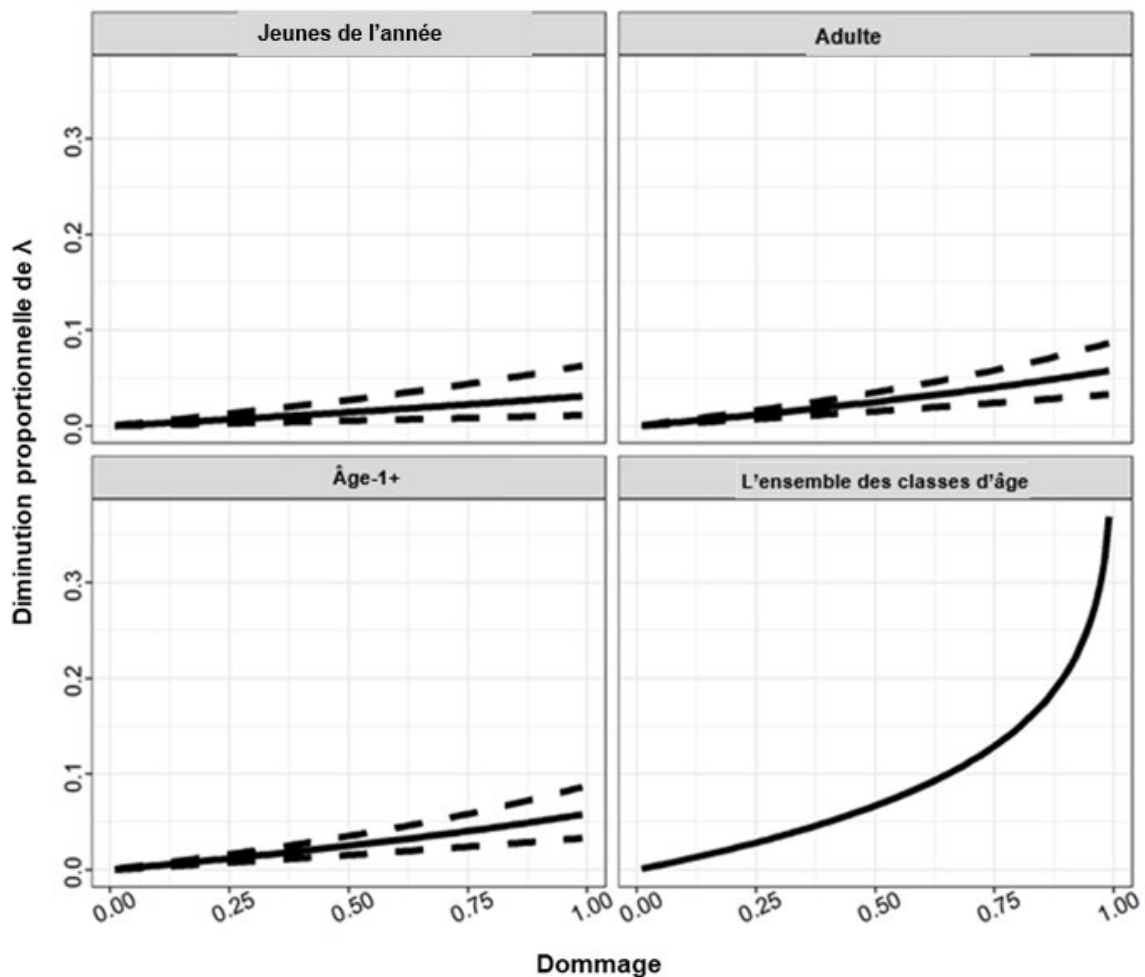 Jeunes de l'année
Adulte
0.3
0.2
0.1
0.0
Âge-1+
L'ensemble des classes d'âge
0.3
0.2
0.1
0.0
Diminution proportionnelle de λ
0.00 0.25 0.50 0.75 1.00
0.00 0.25 0.50 0.75 1.00
Dommage